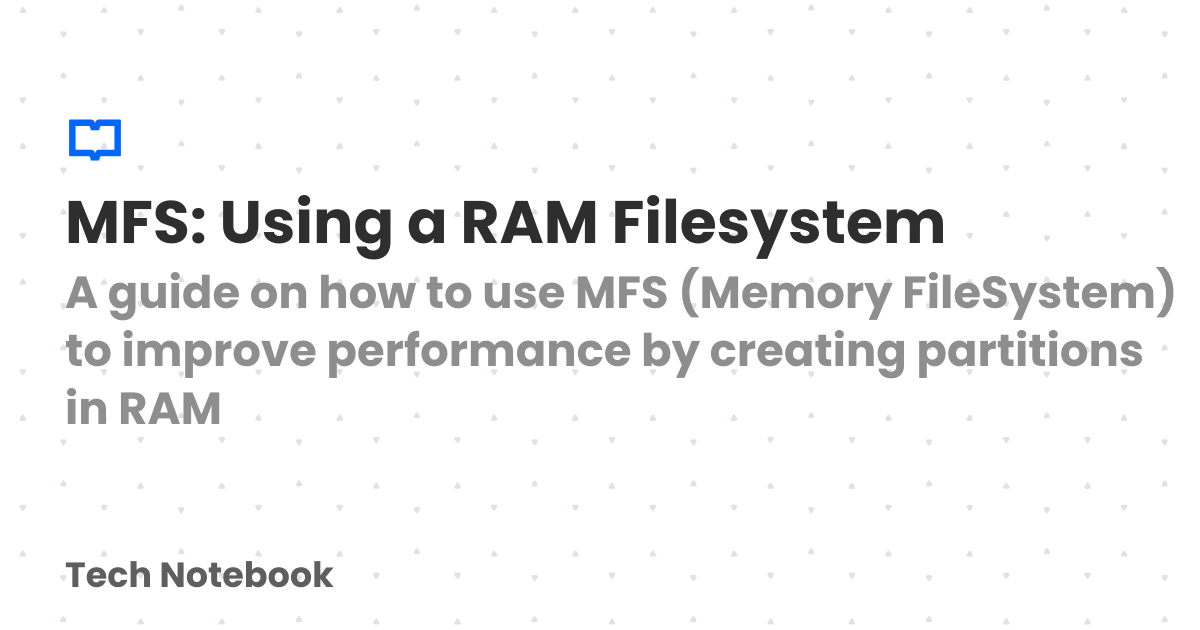 MFS: Using a RAM Filesystem
A guide on how to use MFS (Memory FileSystem)
to improve performance by creating partitions
in RAM
Tech Notebook